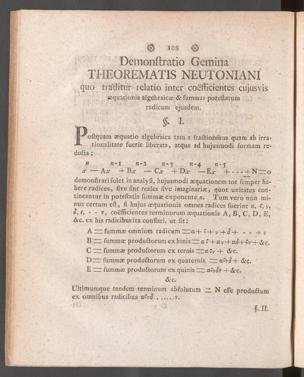 108
Demonstratio Gemina
THEOREMATIS NEUTONIANI
quo traditur relatio inter coëfficientes cujusvis
æquationis algebraicæ & summas potestatum
radicum ejusdem.
§. I.
Postquam æquatio algebraica tam a fractionibus quam ab irra-
tionalitate fuerit liberata, atque ad hujusmodi formam re-
ducta:
n n-1 n-2 n-3 n-4 n-5
x — Ax + Bx — Cx + Dx — Ex + - - - + N = 0
demonstrari solet in analysi, hujusmodi æquationem tot semper ha-
bere radices, sive sint reales sive imaginariæ, quot unitates con-
tineantur in potestatis summæ exponente n. Tum vero non mi-
nus certum est, si hujus æquationis omnes radices fuerint α, β, γ,
δ, ε, - - ν, coëfficientes terminorum æquationis A, B, C, D, E,
&c. ex his radicibus ita constari, ut sit:
A = summæ omnium radicum = α + β + γ + δ + - - - + ν
B = summæ productorum ex binis = αβ + αγ + αδ + βγ + &c.
C = summæ productorum ex ternis = αβγ + &c.
D = summæ productorum ex quaternis = αβγδ + &c.
E = summæ productorum ex quinis = αβγδε + &c.
&c.
Ultimumque tandem terminum absolutum = N esse productum
ex omnibus radicibus αβγδ . . . . . ν.
§. II.